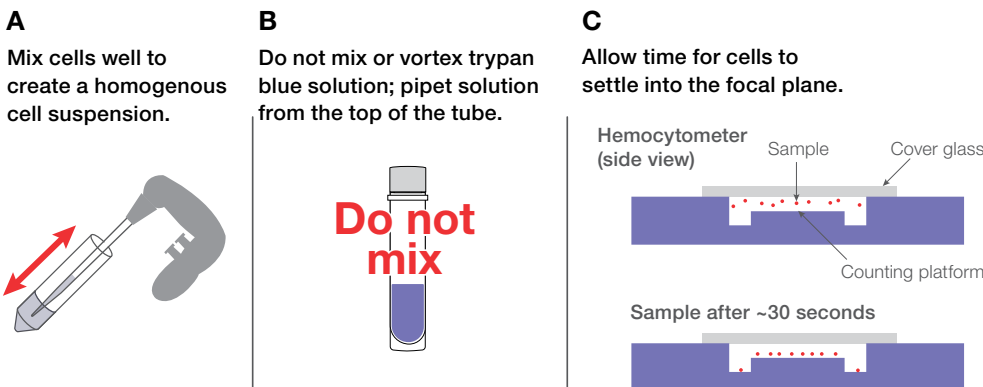 A
Mix cells well to
create a homogenous
cell suspension.
B
Do not mix or vortex trypan
blue solution; pipet solution
from the top of the tube.
Do not
mix
C
Allow time for cells to
settle into the focal plane.
Hemocytometer
(side view)
Sample
Cover glass
Counting platform
Sample after ~30 seconds